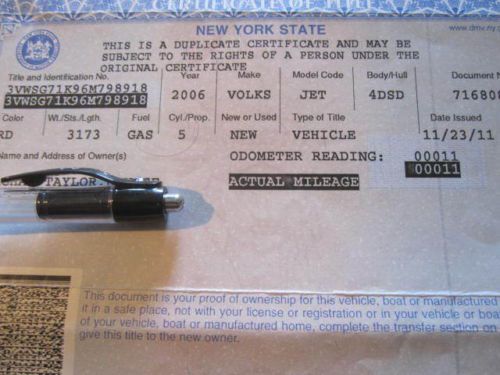 CERTIFICATE OF TITLE
NEW YORK STATE
www.dmv.ny.
THIS IS A DUPLICATE CERTIFICATE AND MAY BE
SUBJECT TO THE RIGHTS OF A PERSON UNDER THE
ORIGINAL CERTIFICATE
Title and Identification No. Year Make Model Code Body/Hull Document
3VWSG71K96M798918 2006 VOLKS JET 4DSD 716808
3VWSG71K96M798918
Color Wt./Sts./Lgth. Fuel Cyl./Prop. New or Used Type of Title Date Issued
RD 3173 GAS 5 NEW VEHICLE 11/23/11
Name and Address of Owner(s) ODOMETER READING: 00011
00011
TAYLOR. ACTUAL MILEAGE
This document is your proof of ownership for this vehicle, boat or manufactured
it in a safe place, not with your license or registration or in your vehicle or boa
of your vehicle, boat or manufactured home, complete the transfer section on
give this title to the new owner.